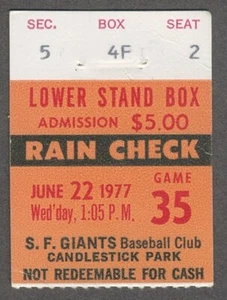 SEC. BOX SEAT
5 4F 2
LOWER STAND BOX
ADMISSION $5.00
RAIN CHECK
JUNE 22 1977 GAME
Wed'day, 1:05 P.M. 35
S. F. GIANTS Baseball Club
CANDLESTICK PARK
NOT REDEEMABLE FOR CASH